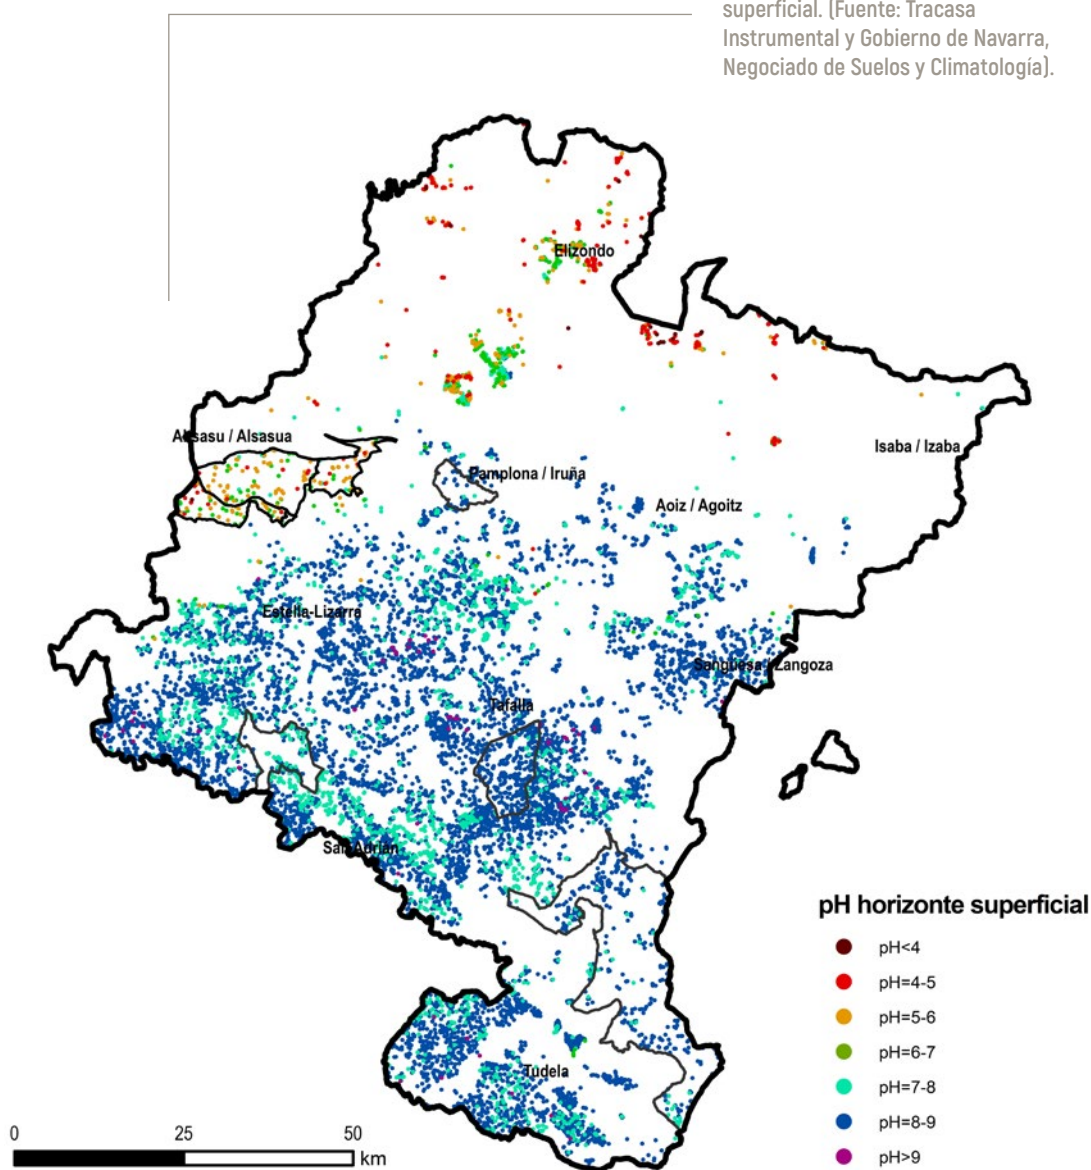 superficial. (Fuente: Tracasa
Instrumental y Gobierno de Navarra,
Negociado de Suelos y Climatología).
Elizondo
Altsasu / Alsasua
Isaba / Izaba
Pamplona / Iruña
Aoiz / Agoitz
Estella-Lizarra
Sangüesa / Zangoza
Tafalla
San Adrián
Tudela
pH horizonte superficial
pH<4
pH=4-5
pH=5-6
pH=6-7
pH=7-8
pH=8-9
pH>9
0 25 50
km